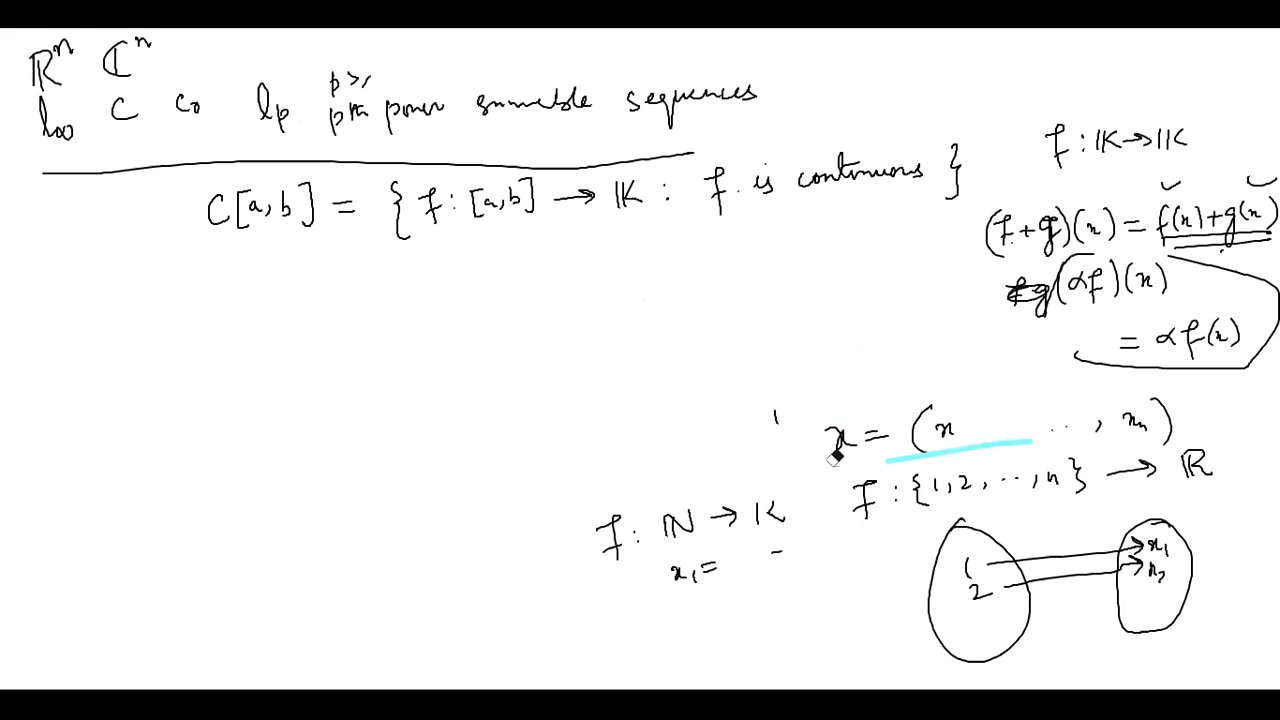 ℝⁿ ℂⁿ
l∞ C c₀ lp p≥1 pth power summable sequences
C[a,b] = { f : [a,b] → 𝕂 : f is continuous }
f : 𝕂 → 𝕂
(f+g)(x) = f(x)+g(x)
(αf)(x)
= αf(x)
x = (x .., xₙ)
f : {1,2,..,n} → ℝ
f : ℕ → 𝕂
x₁ =
1 x₁
2 x₂